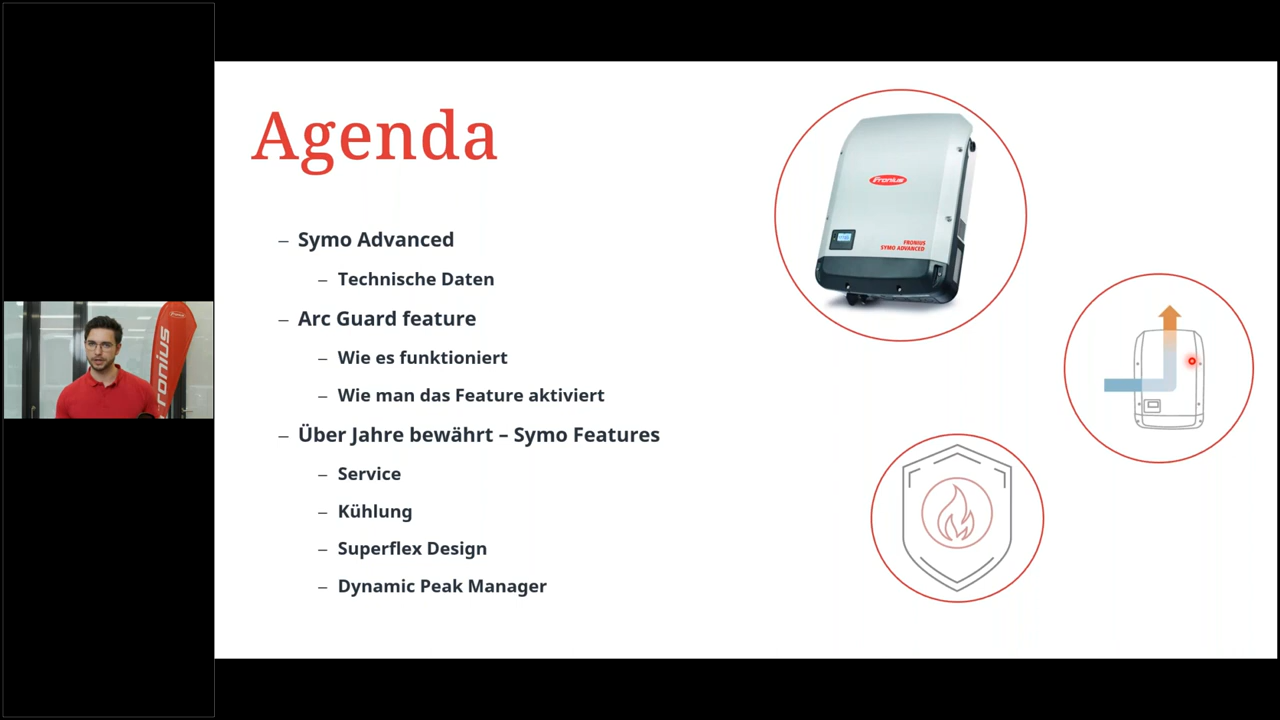 Agenda
– Symo Advanced
– Technische Daten
– Arc Guard feature
– Wie es funktioniert
– Wie man das Feature aktiviert
– Über Jahre bewährt – Symo Features
– Service
– Kühlung
– Superflex Design
– Dynamic Peak Manager
Fronius
FRONIUS
SYMO ADVANCED
ronius